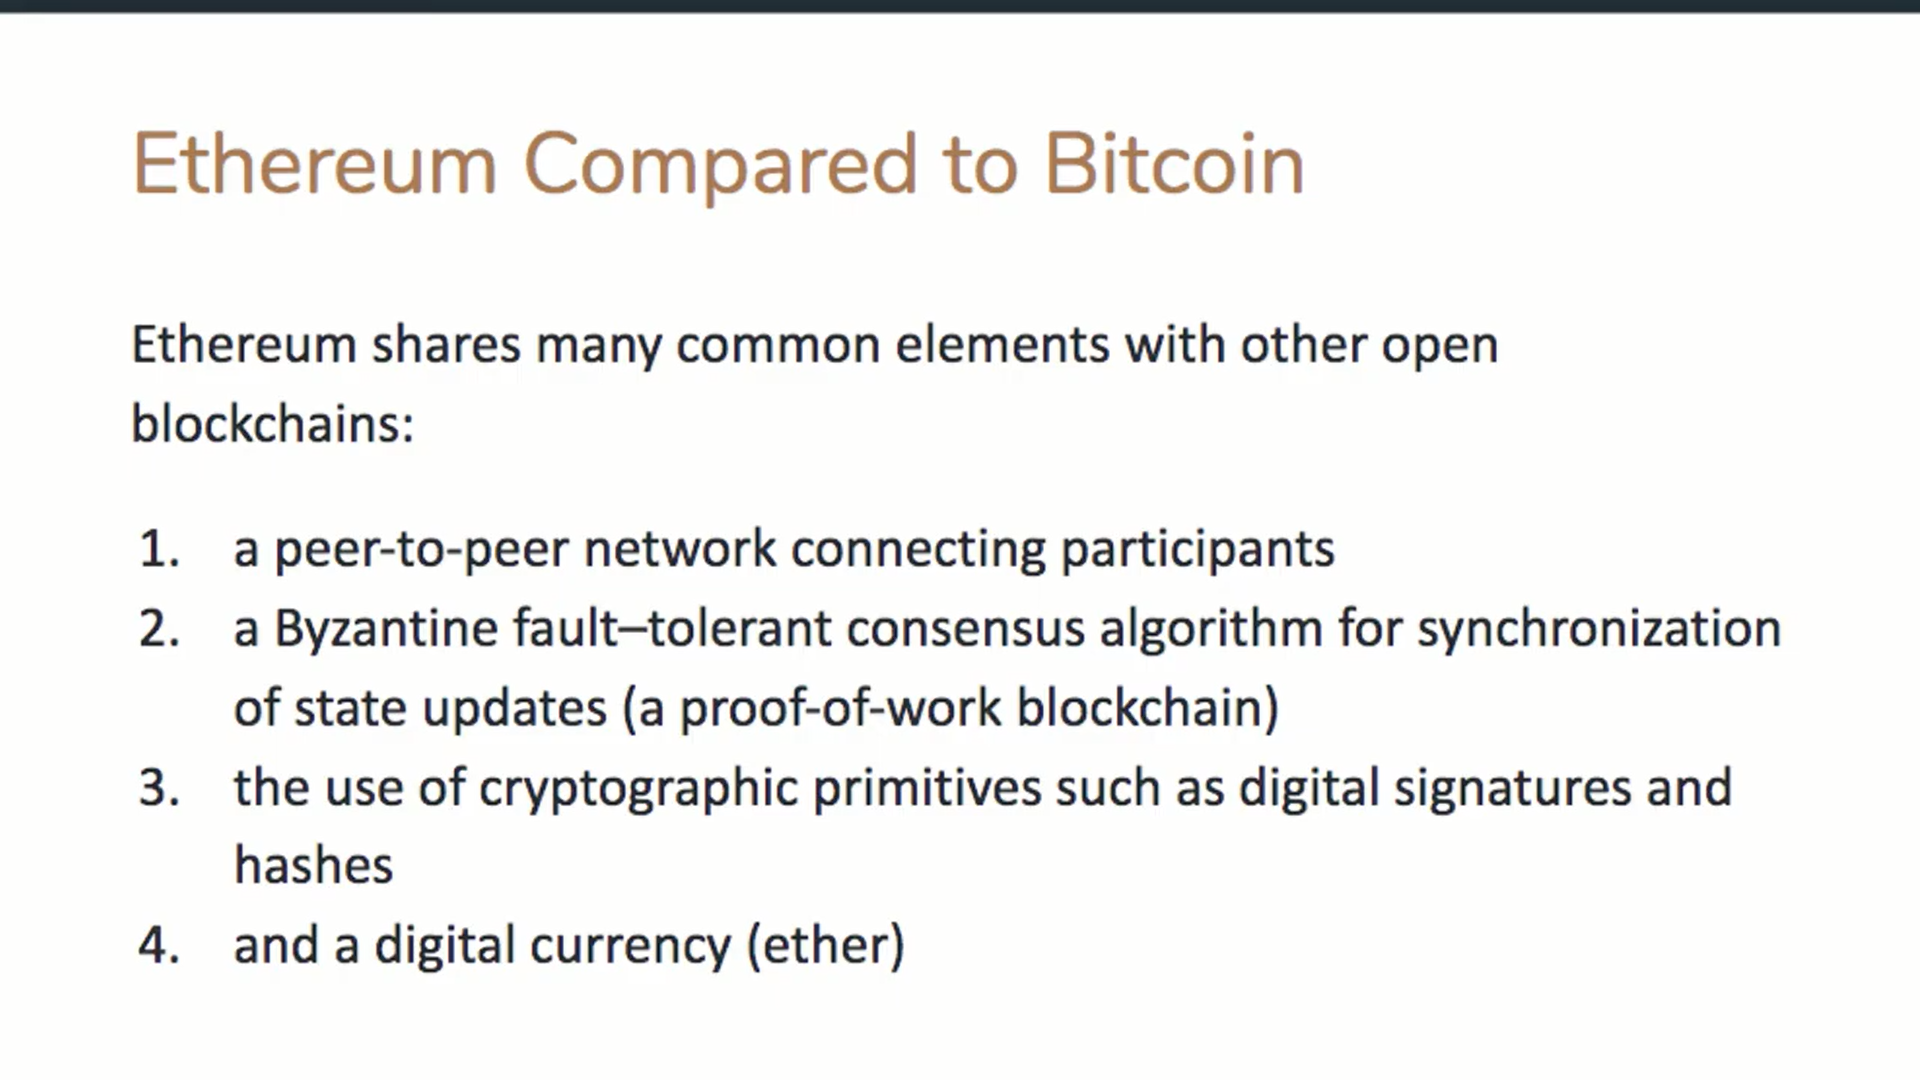 Ethereum Compared to Bitcoin
Ethereum shares many common elements with other open
blockchains:
1. a peer-to-peer network connecting participants
2. a Byzantine fault–tolerant consensus algorithm for synchronization
of state updates (a proof-of-work blockchain)
3. the use of cryptographic primitives such as digital signatures and
hashes
4. and a digital currency (ether)